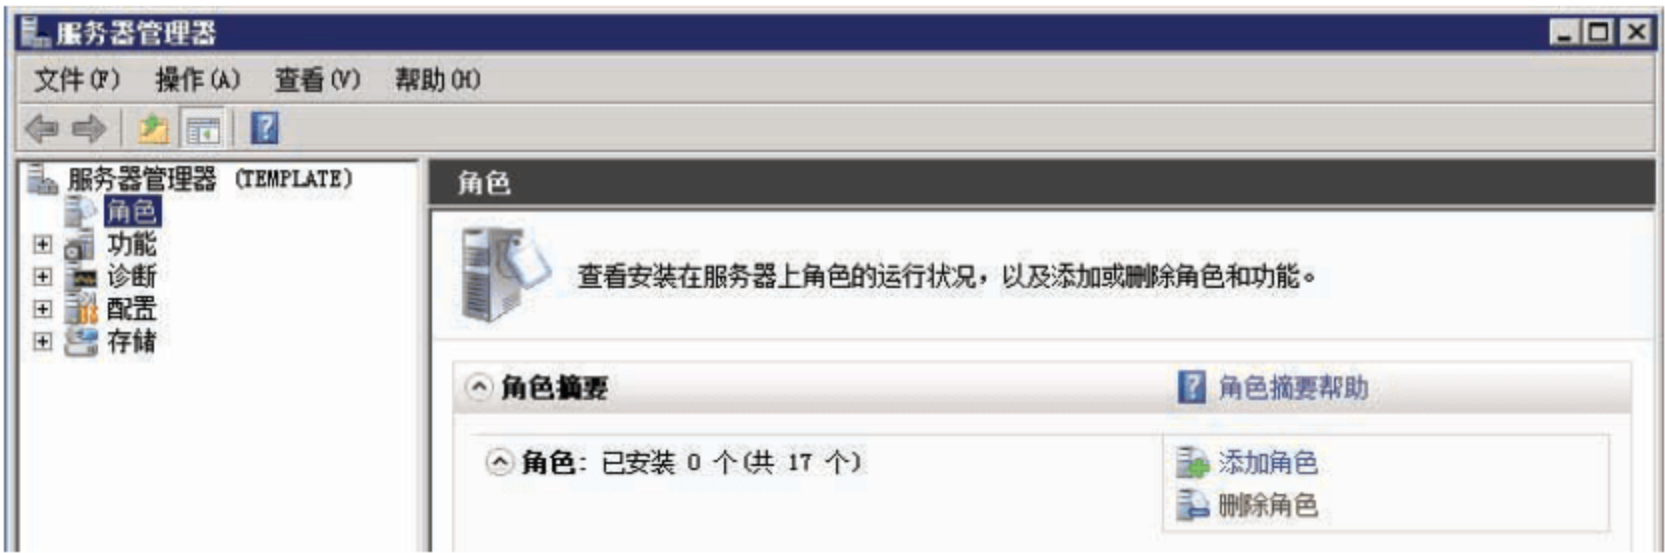 服务器管理器
文件(F) 操作(A) 查看(V) 帮助(H)
服务器管理器 (TEMPLATE)
角色
功能
诊断
配置
存储
角色
查看安装在服务器上角色的运行状况，以及添加或删除角色和功能。
角色摘要
角色摘要帮助
角色: 已安装 0 个(共 17 个)
添加角色
删除角色